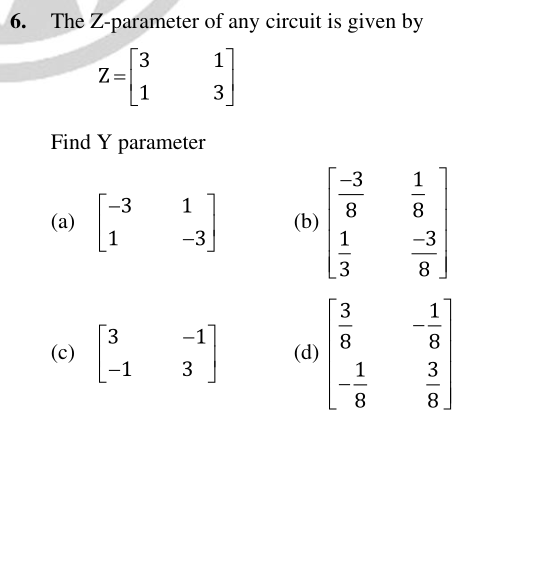 6. The Z-parameter of any circuit is given by
Z= [3 1
1 3]
Find Y parameter
(a) [−3 1
1 −3]
(b) [−3/8 1/8
1/3 −3/8]
(c) [3 −1
−1 3]
(d) [3/8 −1/8
−1/8 3/8]